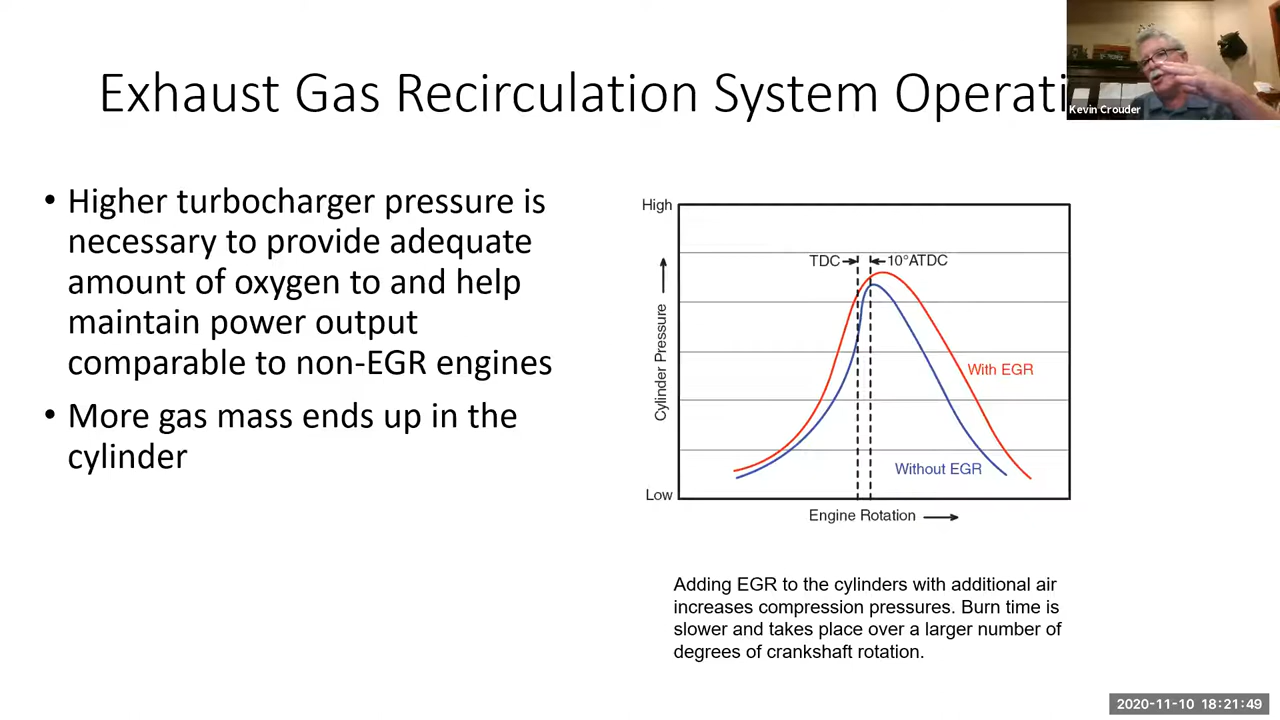 Exhaust Gas Recirculation System Operati
Kevin Crouder
• Higher turbocharger pressure is
necessary to provide adequate
amount of oxygen to and help
maintain power output
comparable to non-EGR engines
• More gas mass ends up in the
cylinder
High
TDC
10°ATDC
Cylinder Pressure
With EGR
Without EGR
Low
Engine Rotation
Adding EGR to the cylinders with additional air
increases compression pressures. Burn time is
slower and takes place over a larger number of
degrees of crankshaft rotation.
2020-11-10 18:21:49